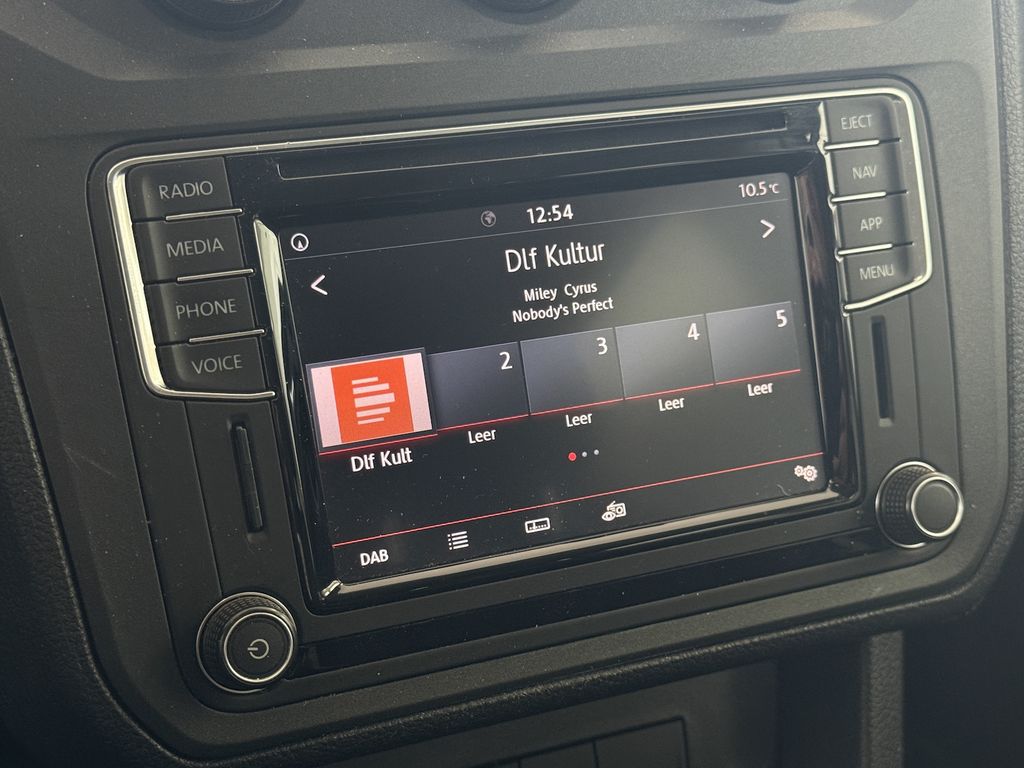 RADIO
MEDIA
PHONE
VOICE
EJECT
NAV
APP
MENU
12:54
10.5°C
Dlf Kultur
Miley Cyrus
Nobody's Perfect
2
3
4
5
Dlf Kult
Leer
Leer
Leer
Leer
DAB